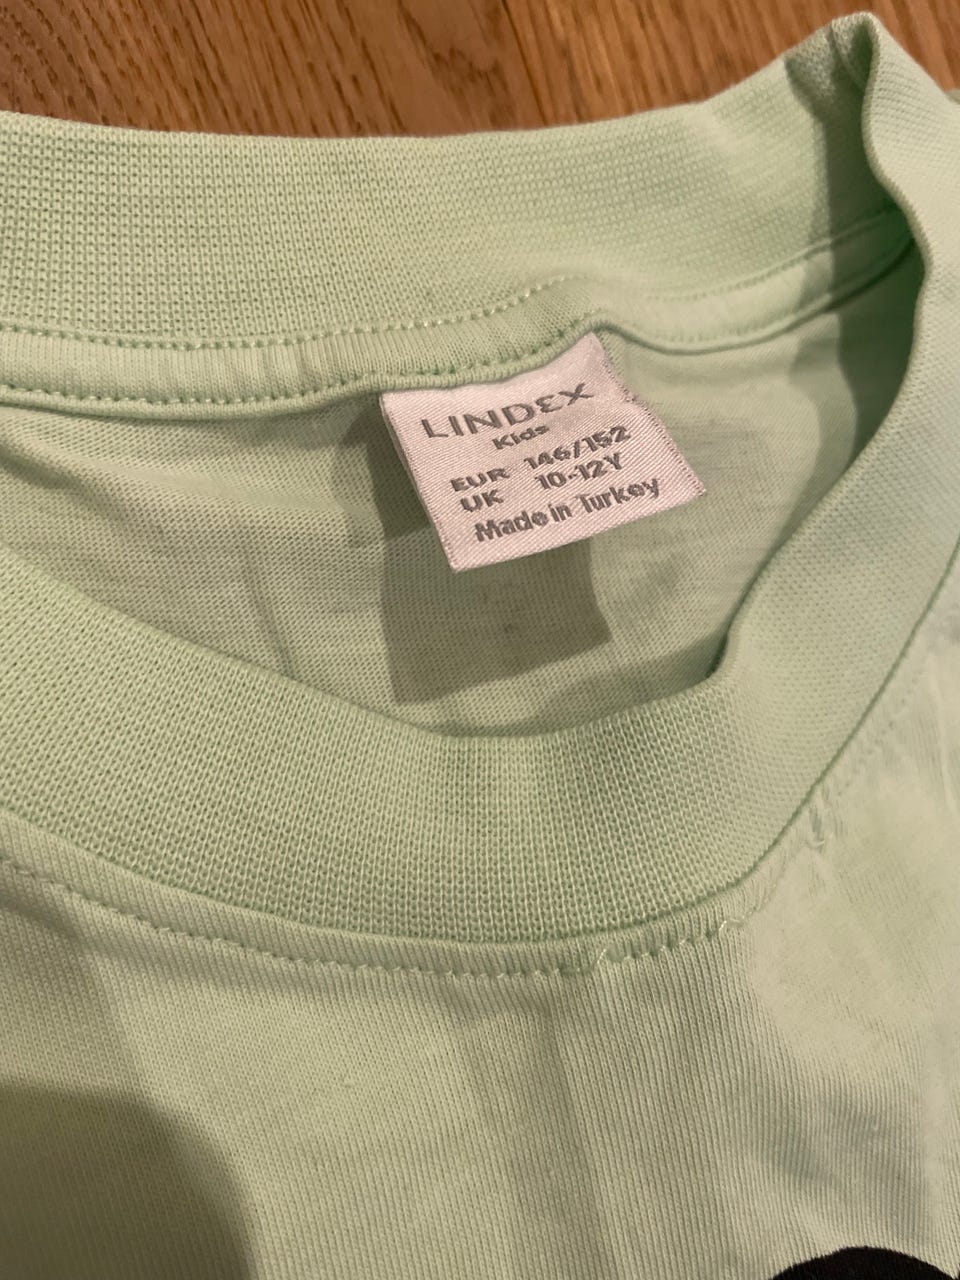 LINDEX
Kids
EUR 146/152
UK 10-12Y
Made in Turkey